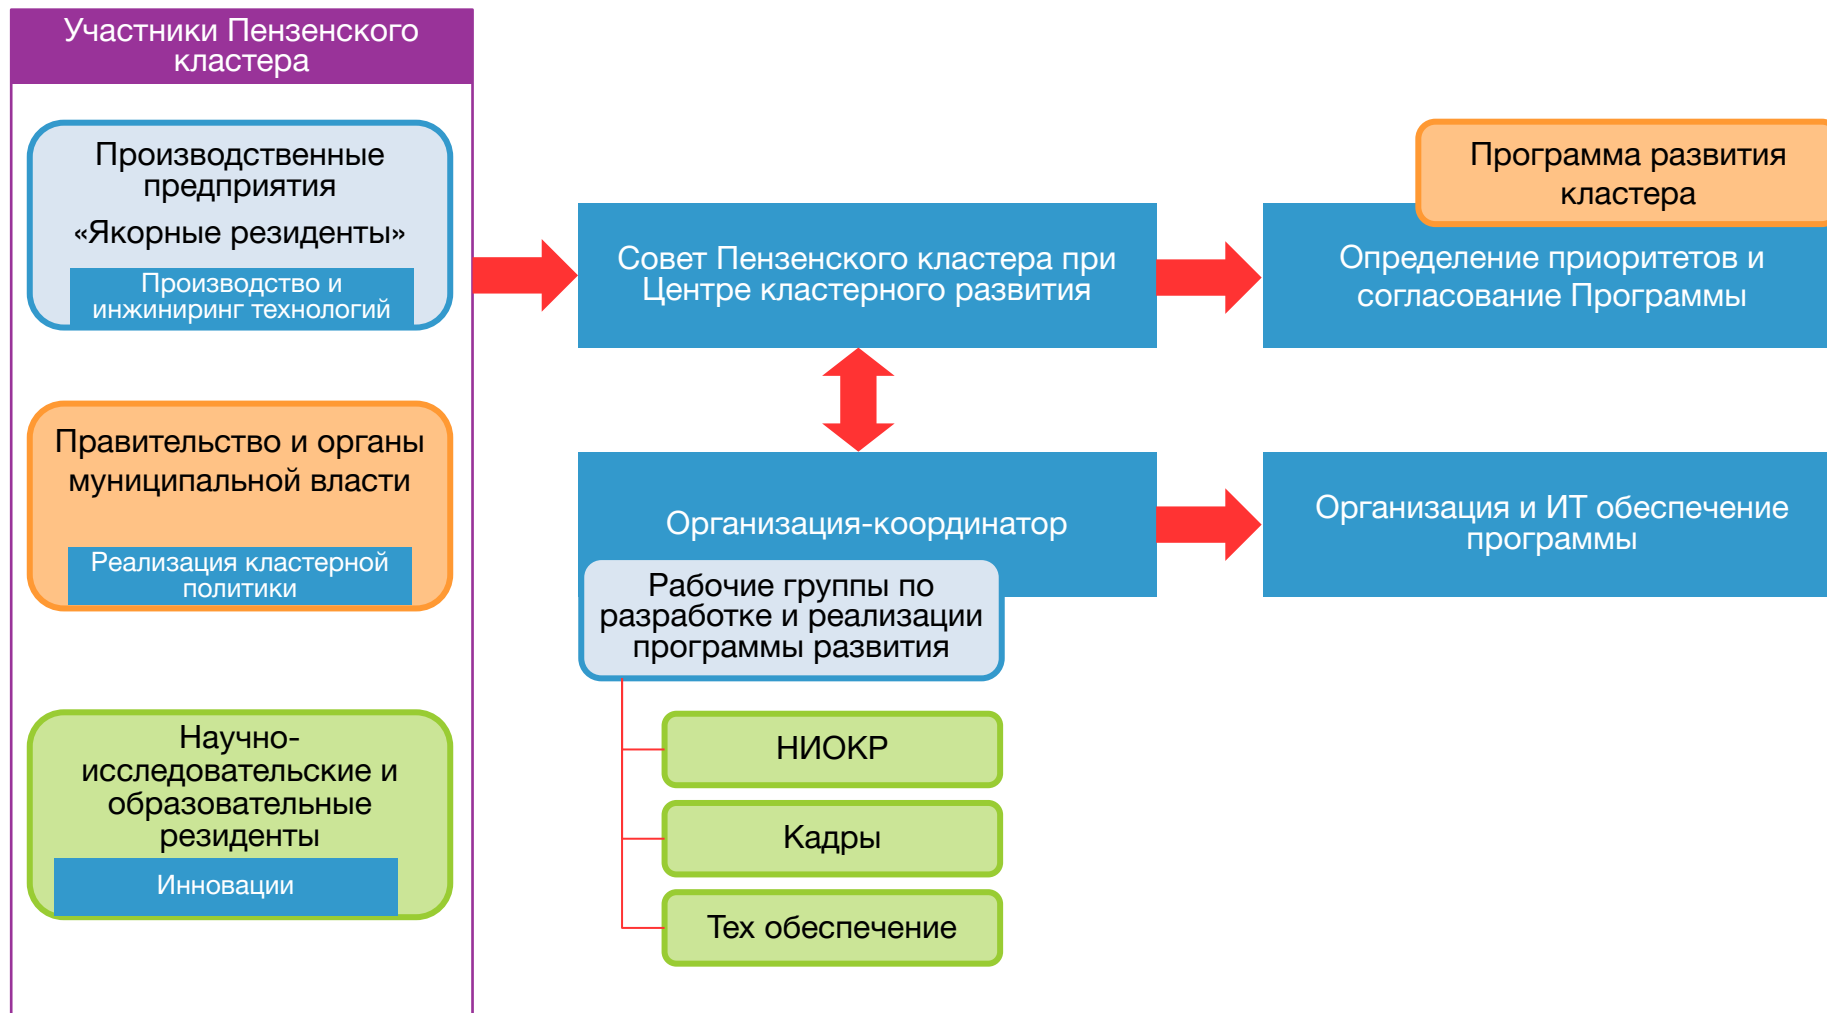 Участники Пензенского
кластера
Производственные
предприятия
«Якорные резиденты»
Производство и
инжиниринг технологий
Правительство и органы
муниципальной власти
Реализация кластерной
политики
Научно-
исследовательские и
образовательные
резиденты
Инновации
Совет Пензенского кластера при
Центре кластерного развития
Программа развития
кластера
Определение приоритетов и
согласование Программы
Организация-координатор
Рабочие группы по
разработке и реализации
программы развития
НИОКР
Кадры
Тех обеспечение
Организация и ИТ обеспечение
программы